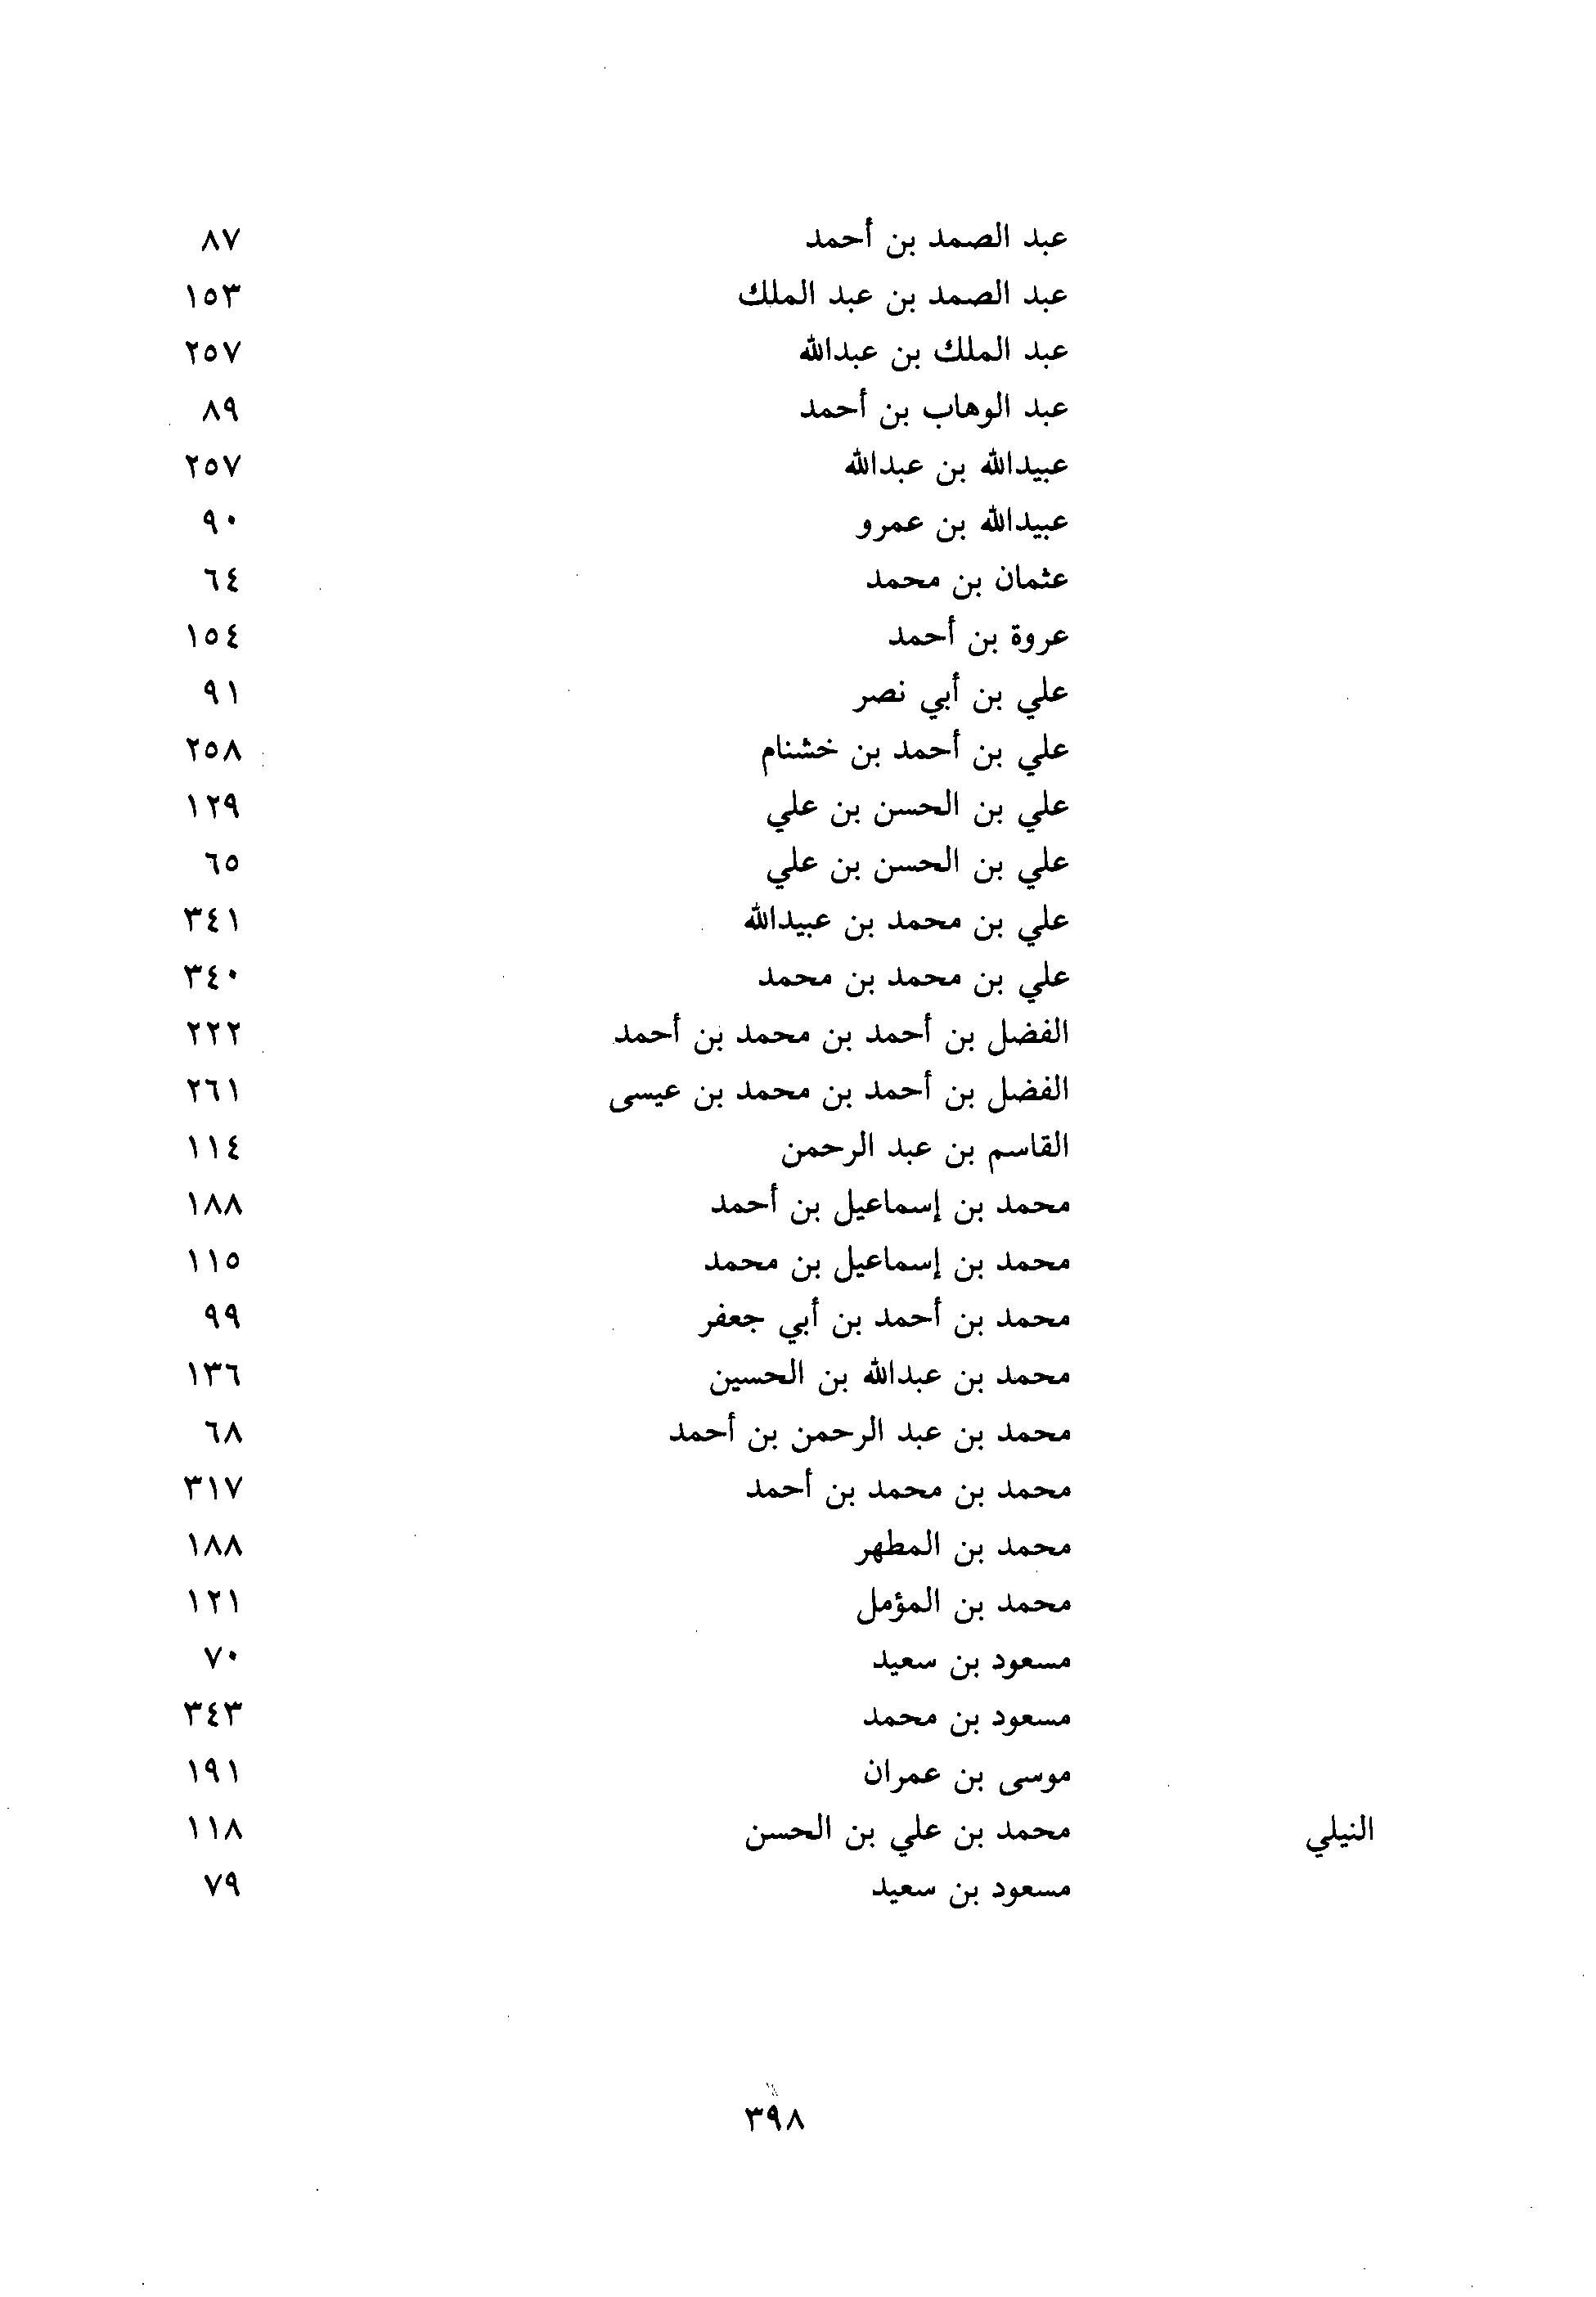 عبد الصمد بن أحمد ٨٧
عبد الصمد بن عبد الملك ١٥٣
عبد الملك بن عبدالله ٢٥٧
عبد الوهاب بن أحمد ٨٩
عبيدالله بن عبدالله ٢٥٧
عبيدالله بن عمرو ٩٠
عثمان بن محمد ٦٤
عروة بن أحمد ١٥٤
علي بن أبي نصر ٩١
علي بن أحمد بن خشنام ٢٥٨
علي بن الحسن بن علي ١٢٩
علي بن الحسن بن علي ٦٥
علي بن محمد بن عبيدالله ٣٤١
علي بن محمد بن محمد ٣٤٠
الفضل بن أحمد بن محمد بن أحمد ٢٢٢
الفضل بن أحمد بن محمد بن عيسى ٢٦١
القاسم بن عبد الرحمن ١١٤
محمد بن إسماعيل بن أحمد ١٨٨
محمد بن إسماعيل بن محمد ١١٥
محمد بن أحمد بن أبي جعفر ٩٩
محمد بن عبدالله بن الحسين ١٣٦
محمد بن عبد الرحمن بن أحمد ٦٨
محمد بن محمد بن أحمد ٣١٧
محمد بن المطهر ١٨٨
محمد بن المؤمل ١٢١
مسعود بن سعيد ٧٠
مسعود بن محمد ٣٤٣
موسى بن عمران ١٩١
النيلي محمد بن علي بن الحسن ١١٨
مسعود بن سعيد ٧٩
٣٩٨